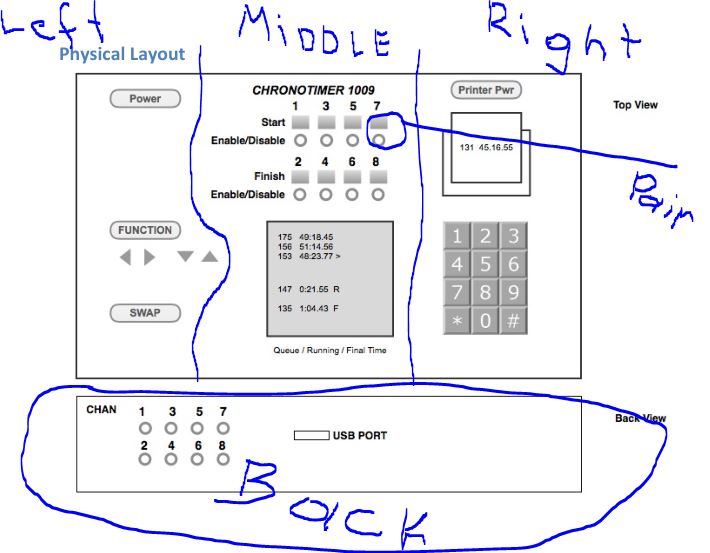 Left MIDDLE Right
Physical Layout
Power
CHRONOTIMER 1009
Printer Pwr
Top View
1 3 5 7
Start
Enable/Disable
131 45.16.55
2 4 6 8
Finish
Enable/Disable
Pair
FUNCTION
175 49:18.45
156 51:14.56
153 48:23.77 >
147 0:21.55 R
135 1:04.43 F
1 2 3
4 5 6
7 8 9
* 0 #
SWAP
Queue / Running / Final Time
CHAN
1 3 5 7
2 4 6 8
USB PORT
Back View
Back